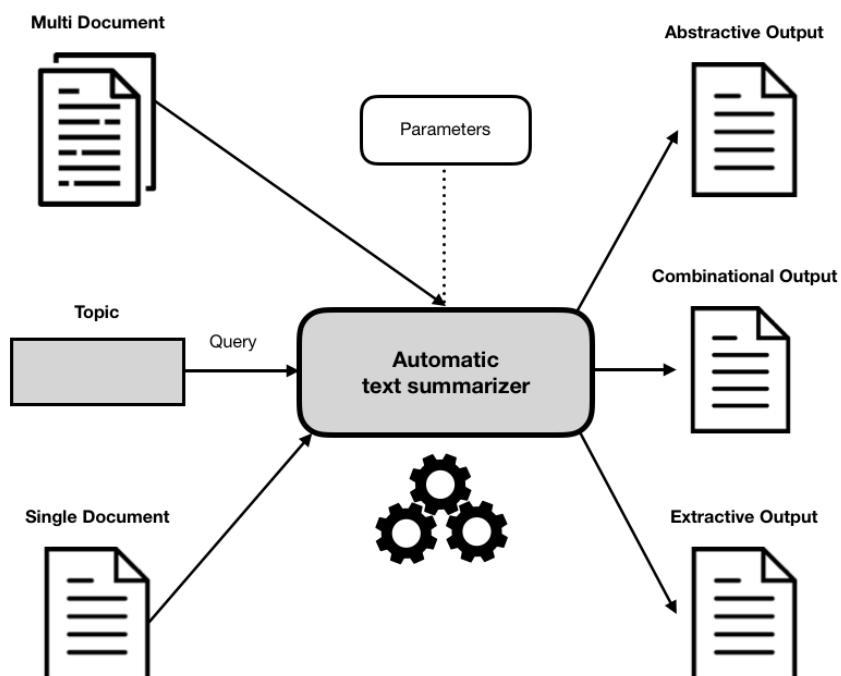 Multi Document
Abstractive Output
Parameters
Combinational Output
Topic
Query
Automatic
text summarizer
Single Document
Extractive Output